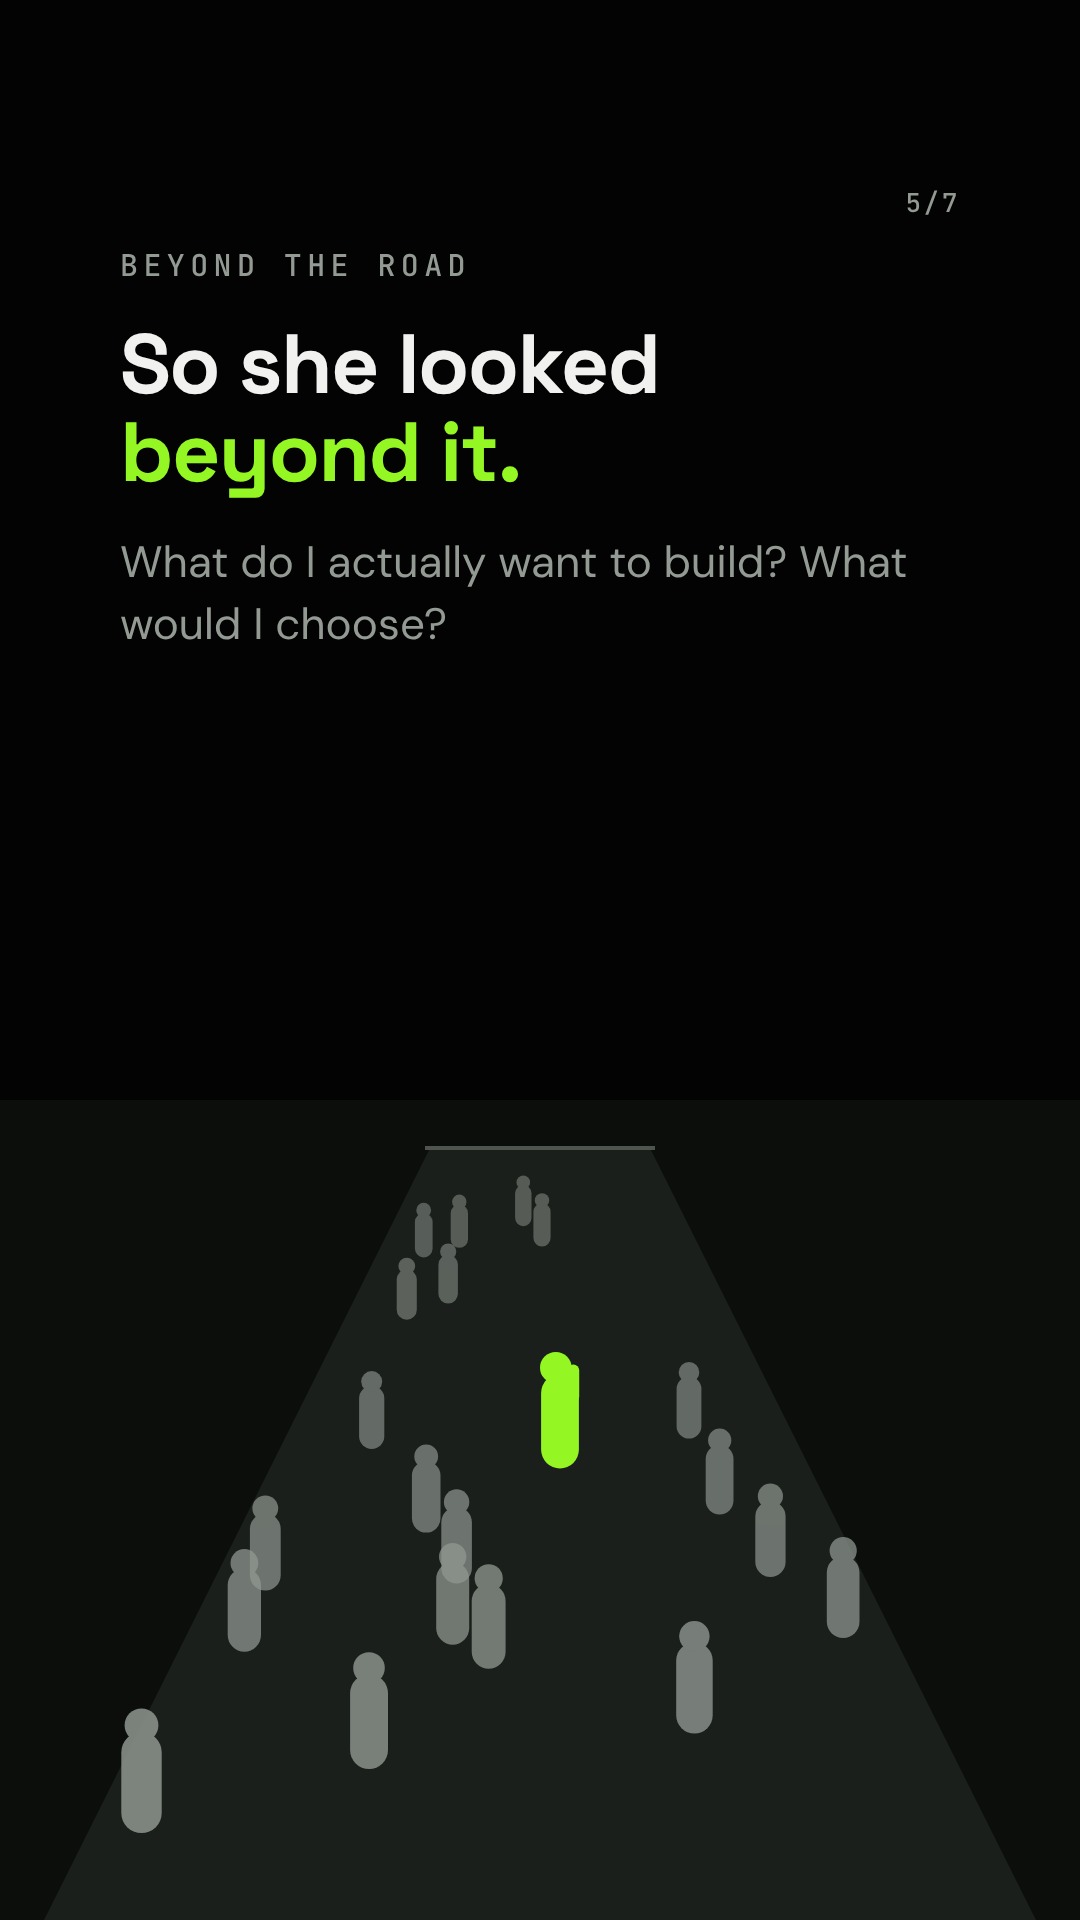 5/7
BEYOND THE ROAD
So she looked
beyond it.
What do I actually want to build? What
would I choose?